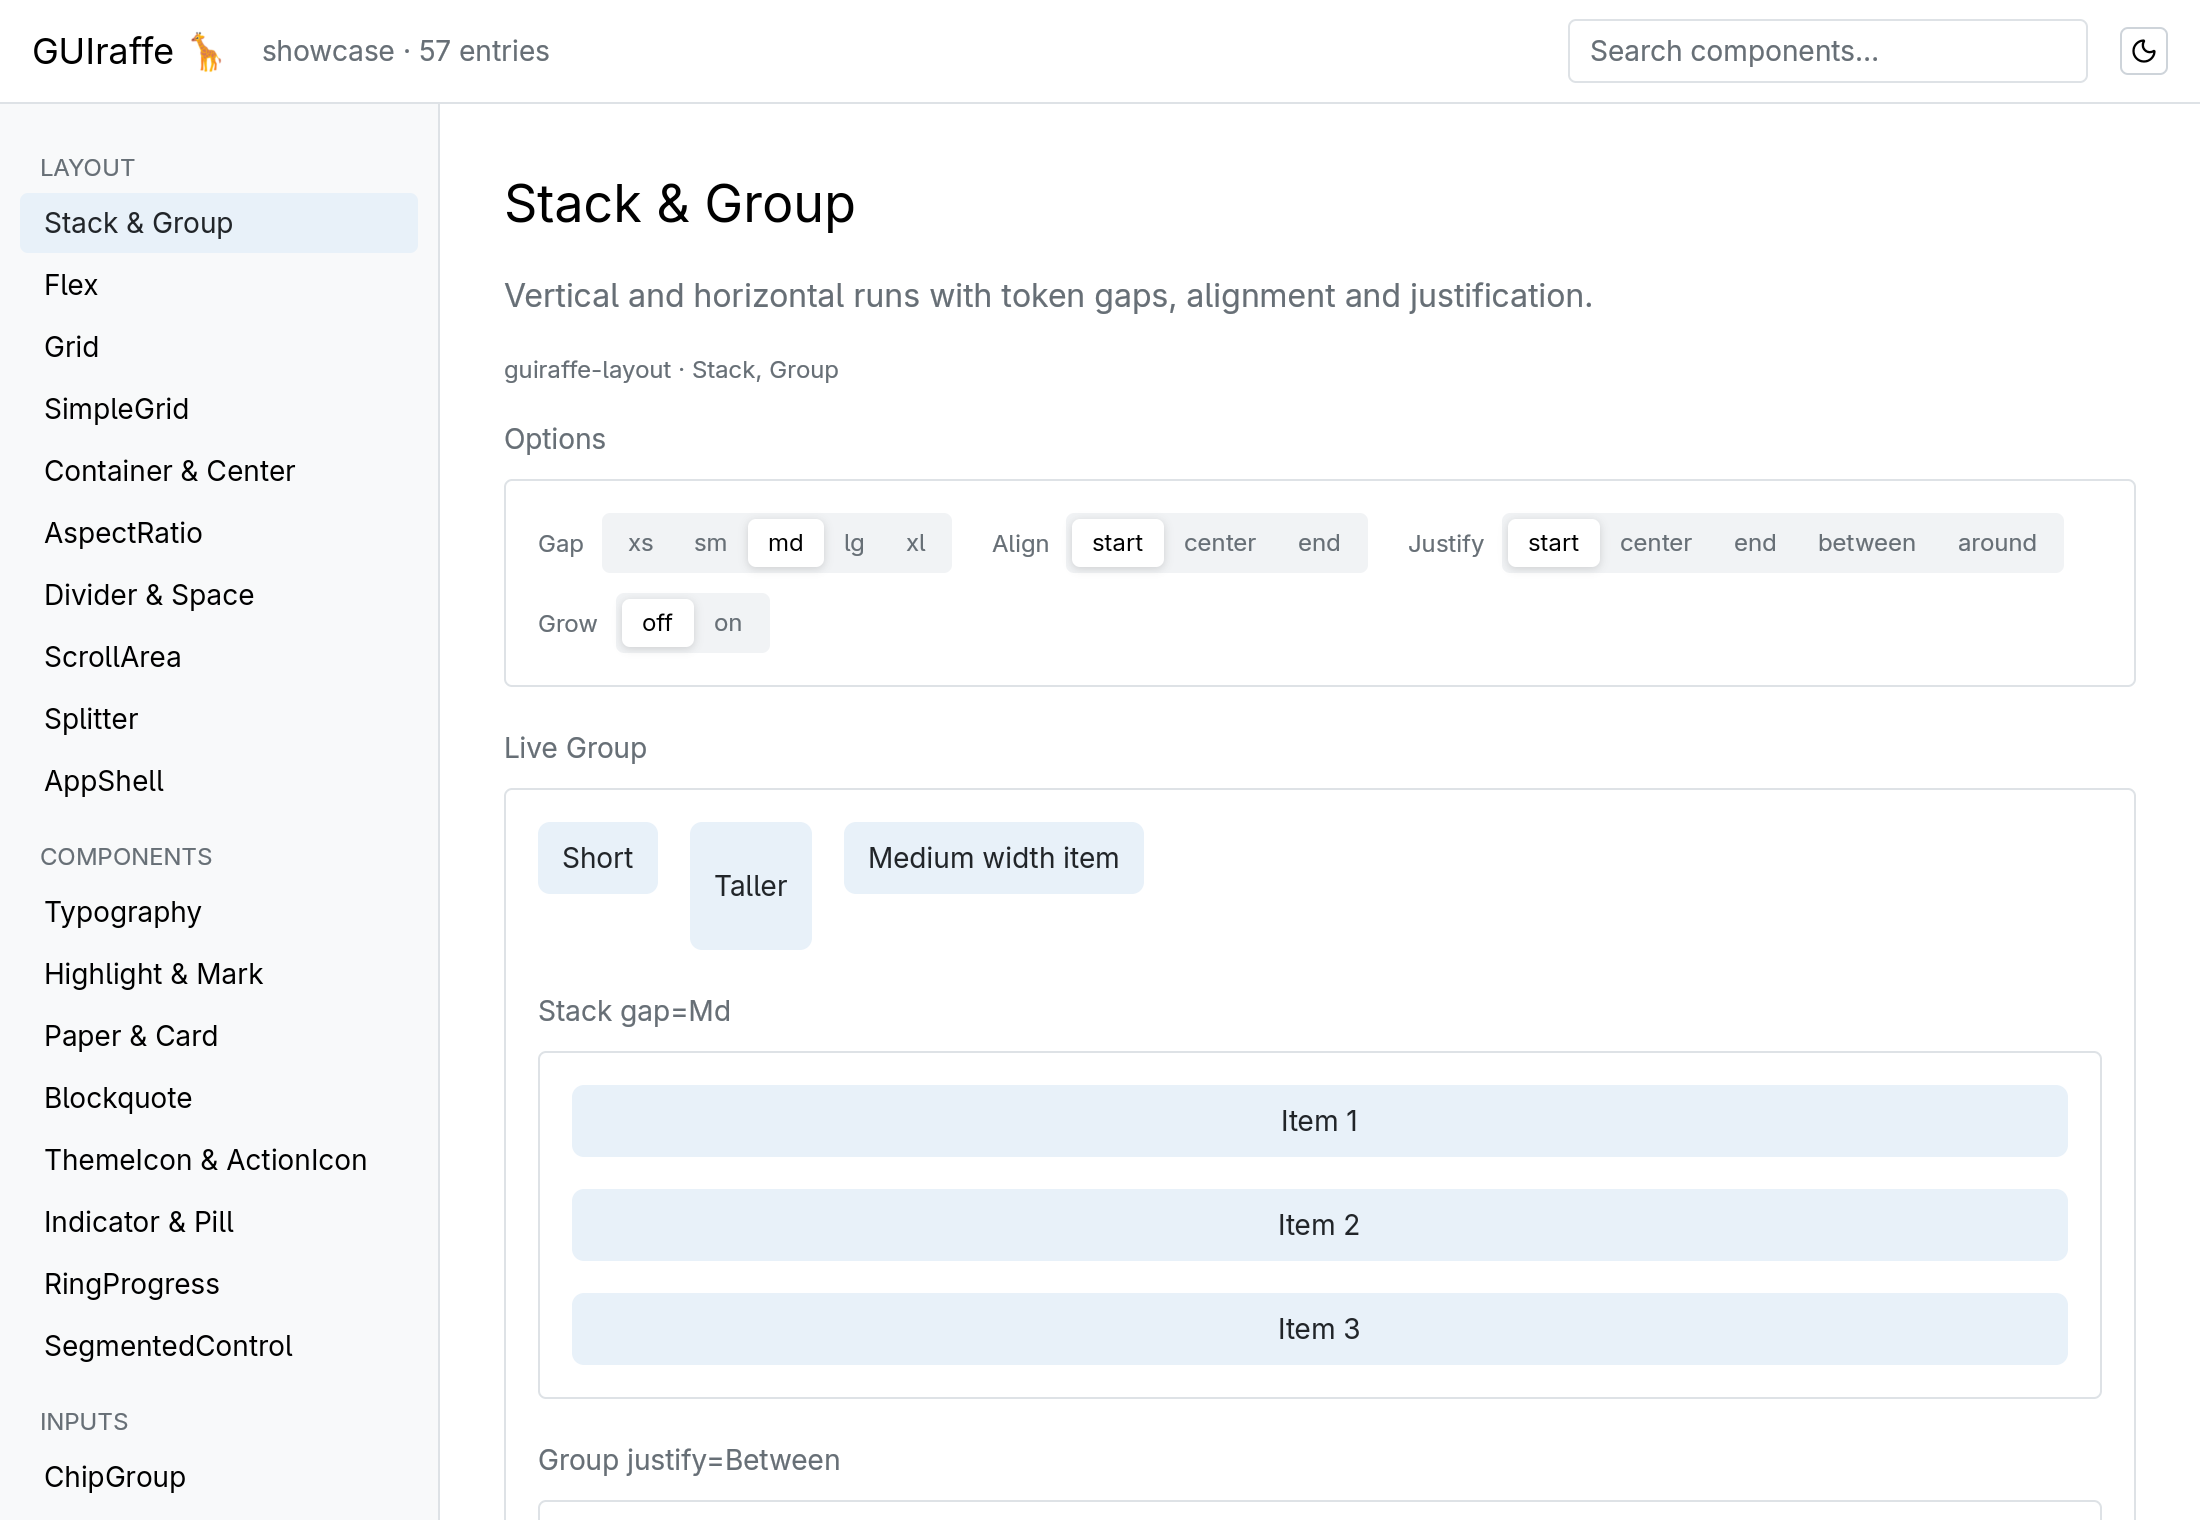 GUIraffe 🦒 showcase · 57 entries Search components...
LAYOUT
Stack & Group
Flex
Grid
SimpleGrid
Container & Center
AspectRatio
Divider & Space
ScrollArea
Splitter
AppShell
COMPONENTS
Typography
Highlight & Mark
Paper & Card
Blockquote
ThemeIcon & ActionIcon
Indicator & Pill
RingProgress
SegmentedControl
INPUTS
ChipGroup
Stack & Group
Vertical and horizontal runs with token gaps, alignment and justification.
guiraffe-layout · Stack, Group
Options
Gap xs sm md lg xl Align start center end Justify start center end between around
Grow off on
Live Group
Short Taller Medium width item
Stack gap=Md
Item 1
Item 2
Item 3
Group justify=Between